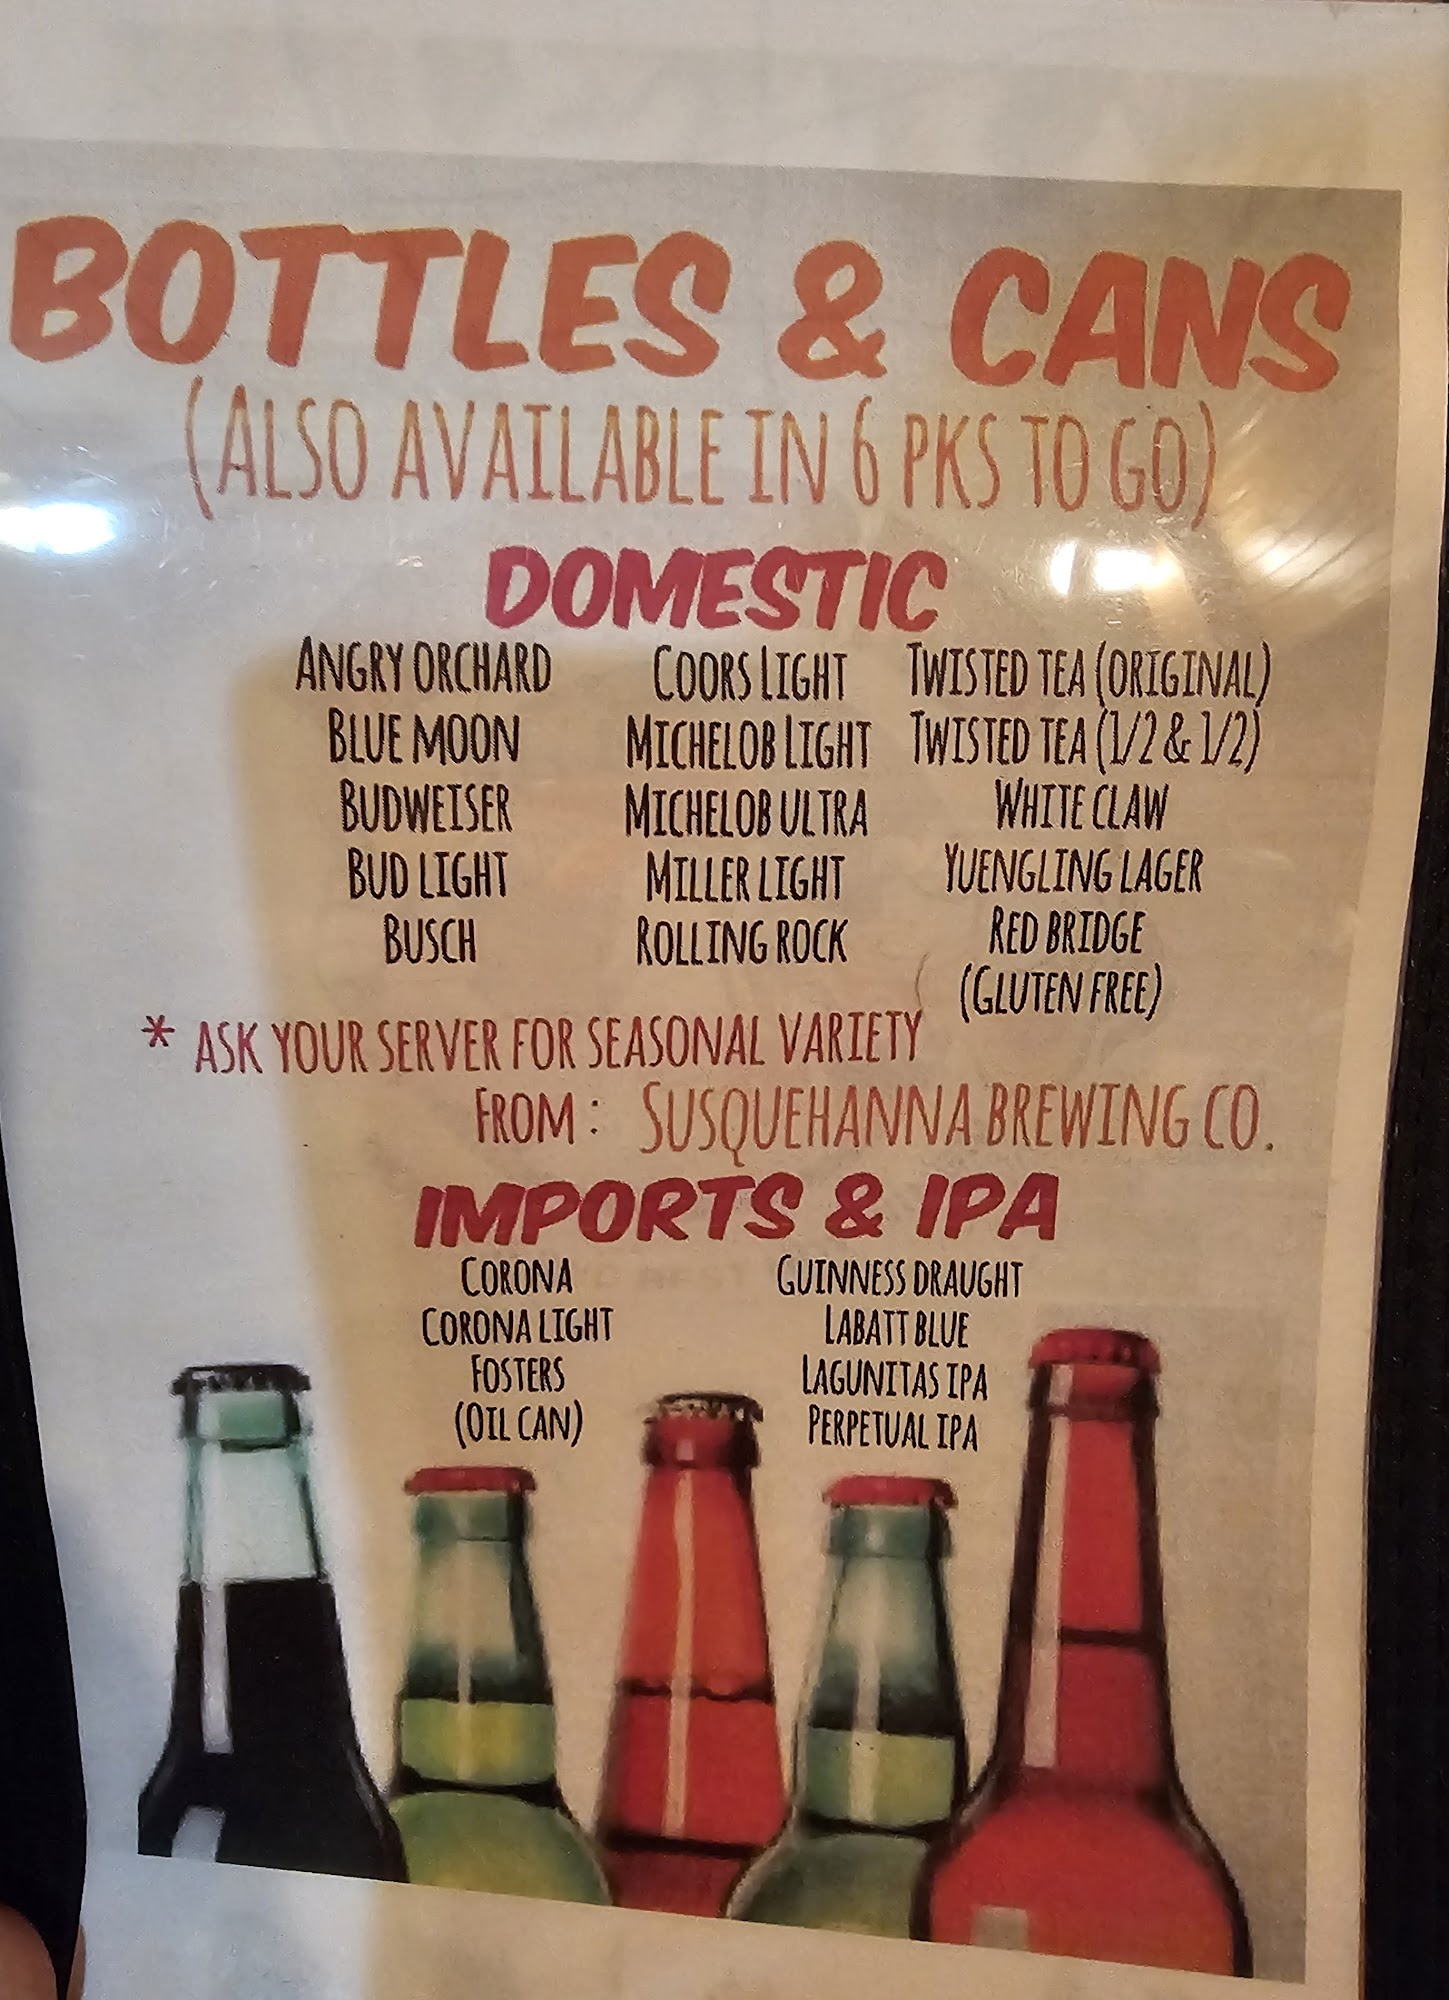 BOTTLES & CANS
(ALSO AVAILABLE IN 6 PKS TO GO)
DOMESTIC
ANGRY ORCHARD
BLUE MOON
BUDWEISER
BUD LIGHT
BUSCH
COORS LIGHT
MICHELOB LIGHT
MICHELOB ULTRA
MILLER LIGHT
ROLLING ROCK
TWISTED TEA (ORIGINAL)
TWISTED TEA (1/2 & 1/2)
WHITE CLAW
YUENGLING LAGER
RED BRIDGE
(GLUTEN FREE)
* ASK YOUR SERVER FOR SEASONAL VARIETY
FROM: SUSQUEHANNA BREWING CO.
IMPORTS & IPA
CORONA
CORONA LIGHT
FOSTERS
(OIL CAN)
GUINNESS DRAUGHT
LABATT BLUE
LAGUNITAS IPA
PERPETUAL IPA